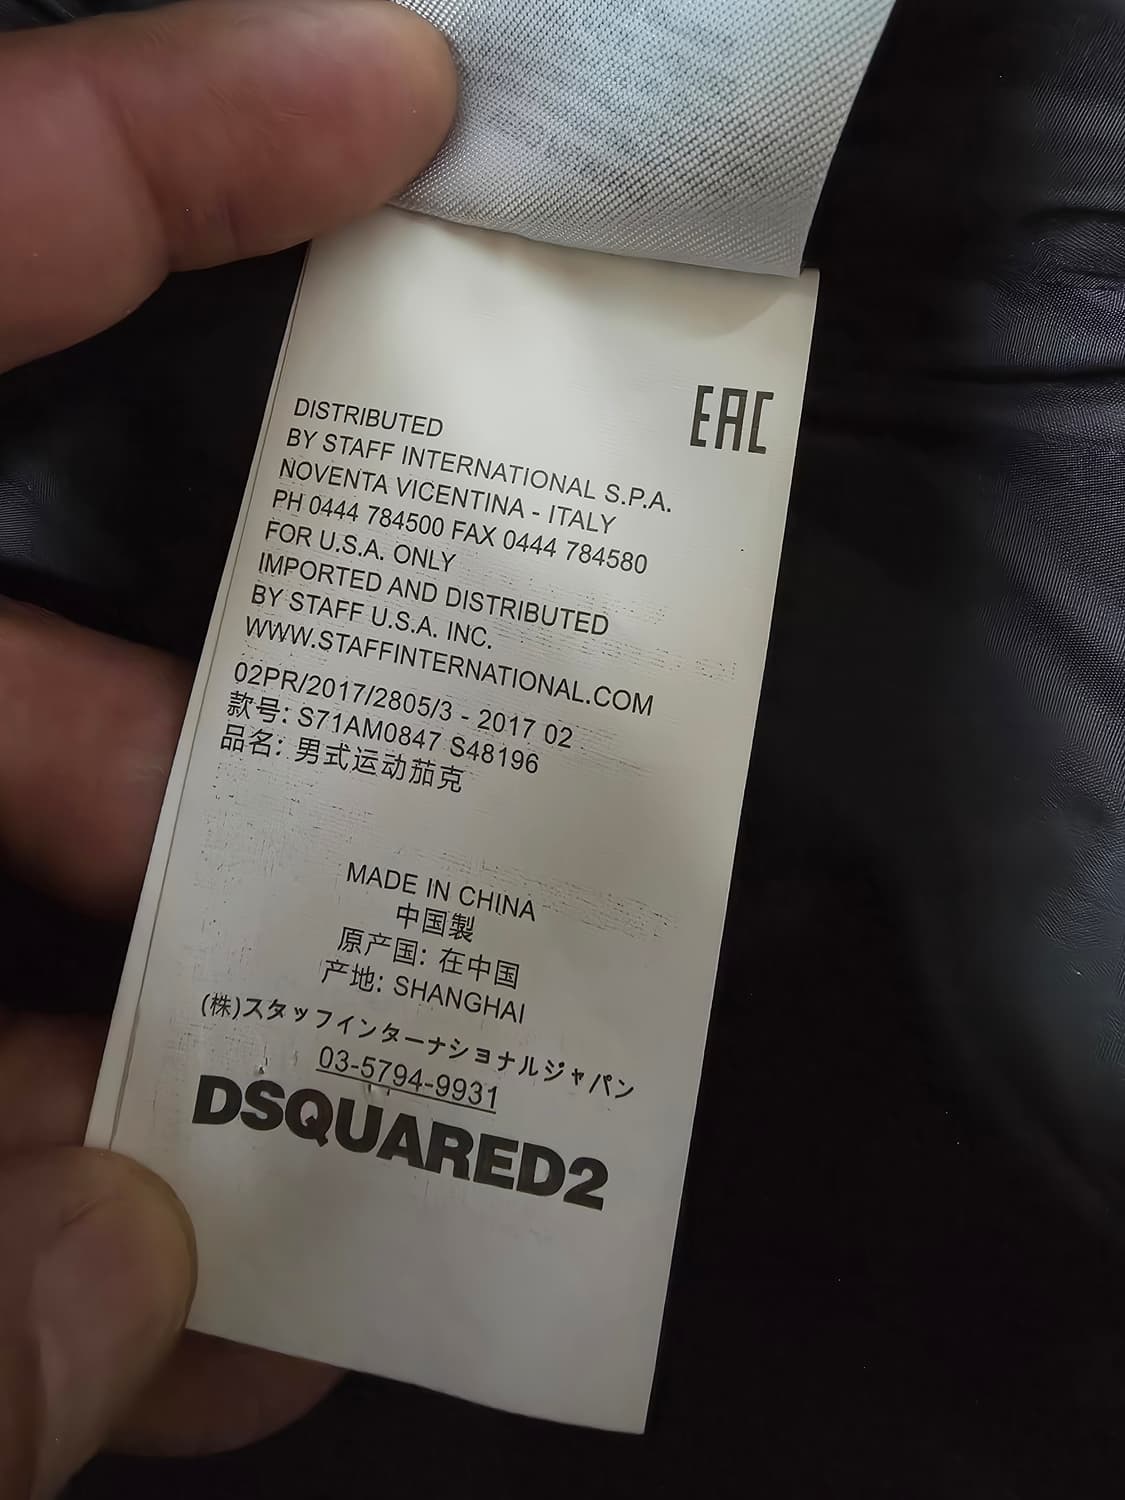 EAC
DISTRIBUTED
BY STAFF INTERNATIONAL S.P.A.
NOVENTA VICENTINA - ITALY
PH 0444 784500 FAX 0444 784580
FOR U.S.A. ONLY
IMPORTED AND DISTRIBUTED
BY STAFF U.S.A. INC.
WWW.STAFFINTERNATIONAL.COM
02PR/2017/2805/3 - 2017 02
款号: S71AM0847 S48196
品名: 男式运动茄克
MADE IN CHINA
中国製
原产国: 在中国
产地: SHANGHAI
(株)スタッフインターナショナルジャパン
03-5794-9931
DSQUARED2